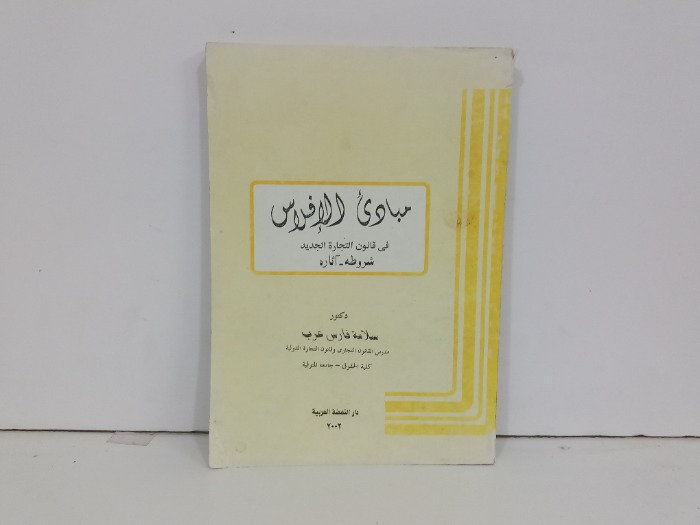 مبادئ الإفلاس
فى قانون التجارة الجديد
شروطه - آثاره
دكتور
سلامة فارس عرب
مدرس القانون التجارى وقانون التجارة الدولية
كلية الحقوق - جامعة المنوفية
دار النهضة العربية
٢٠٠٢